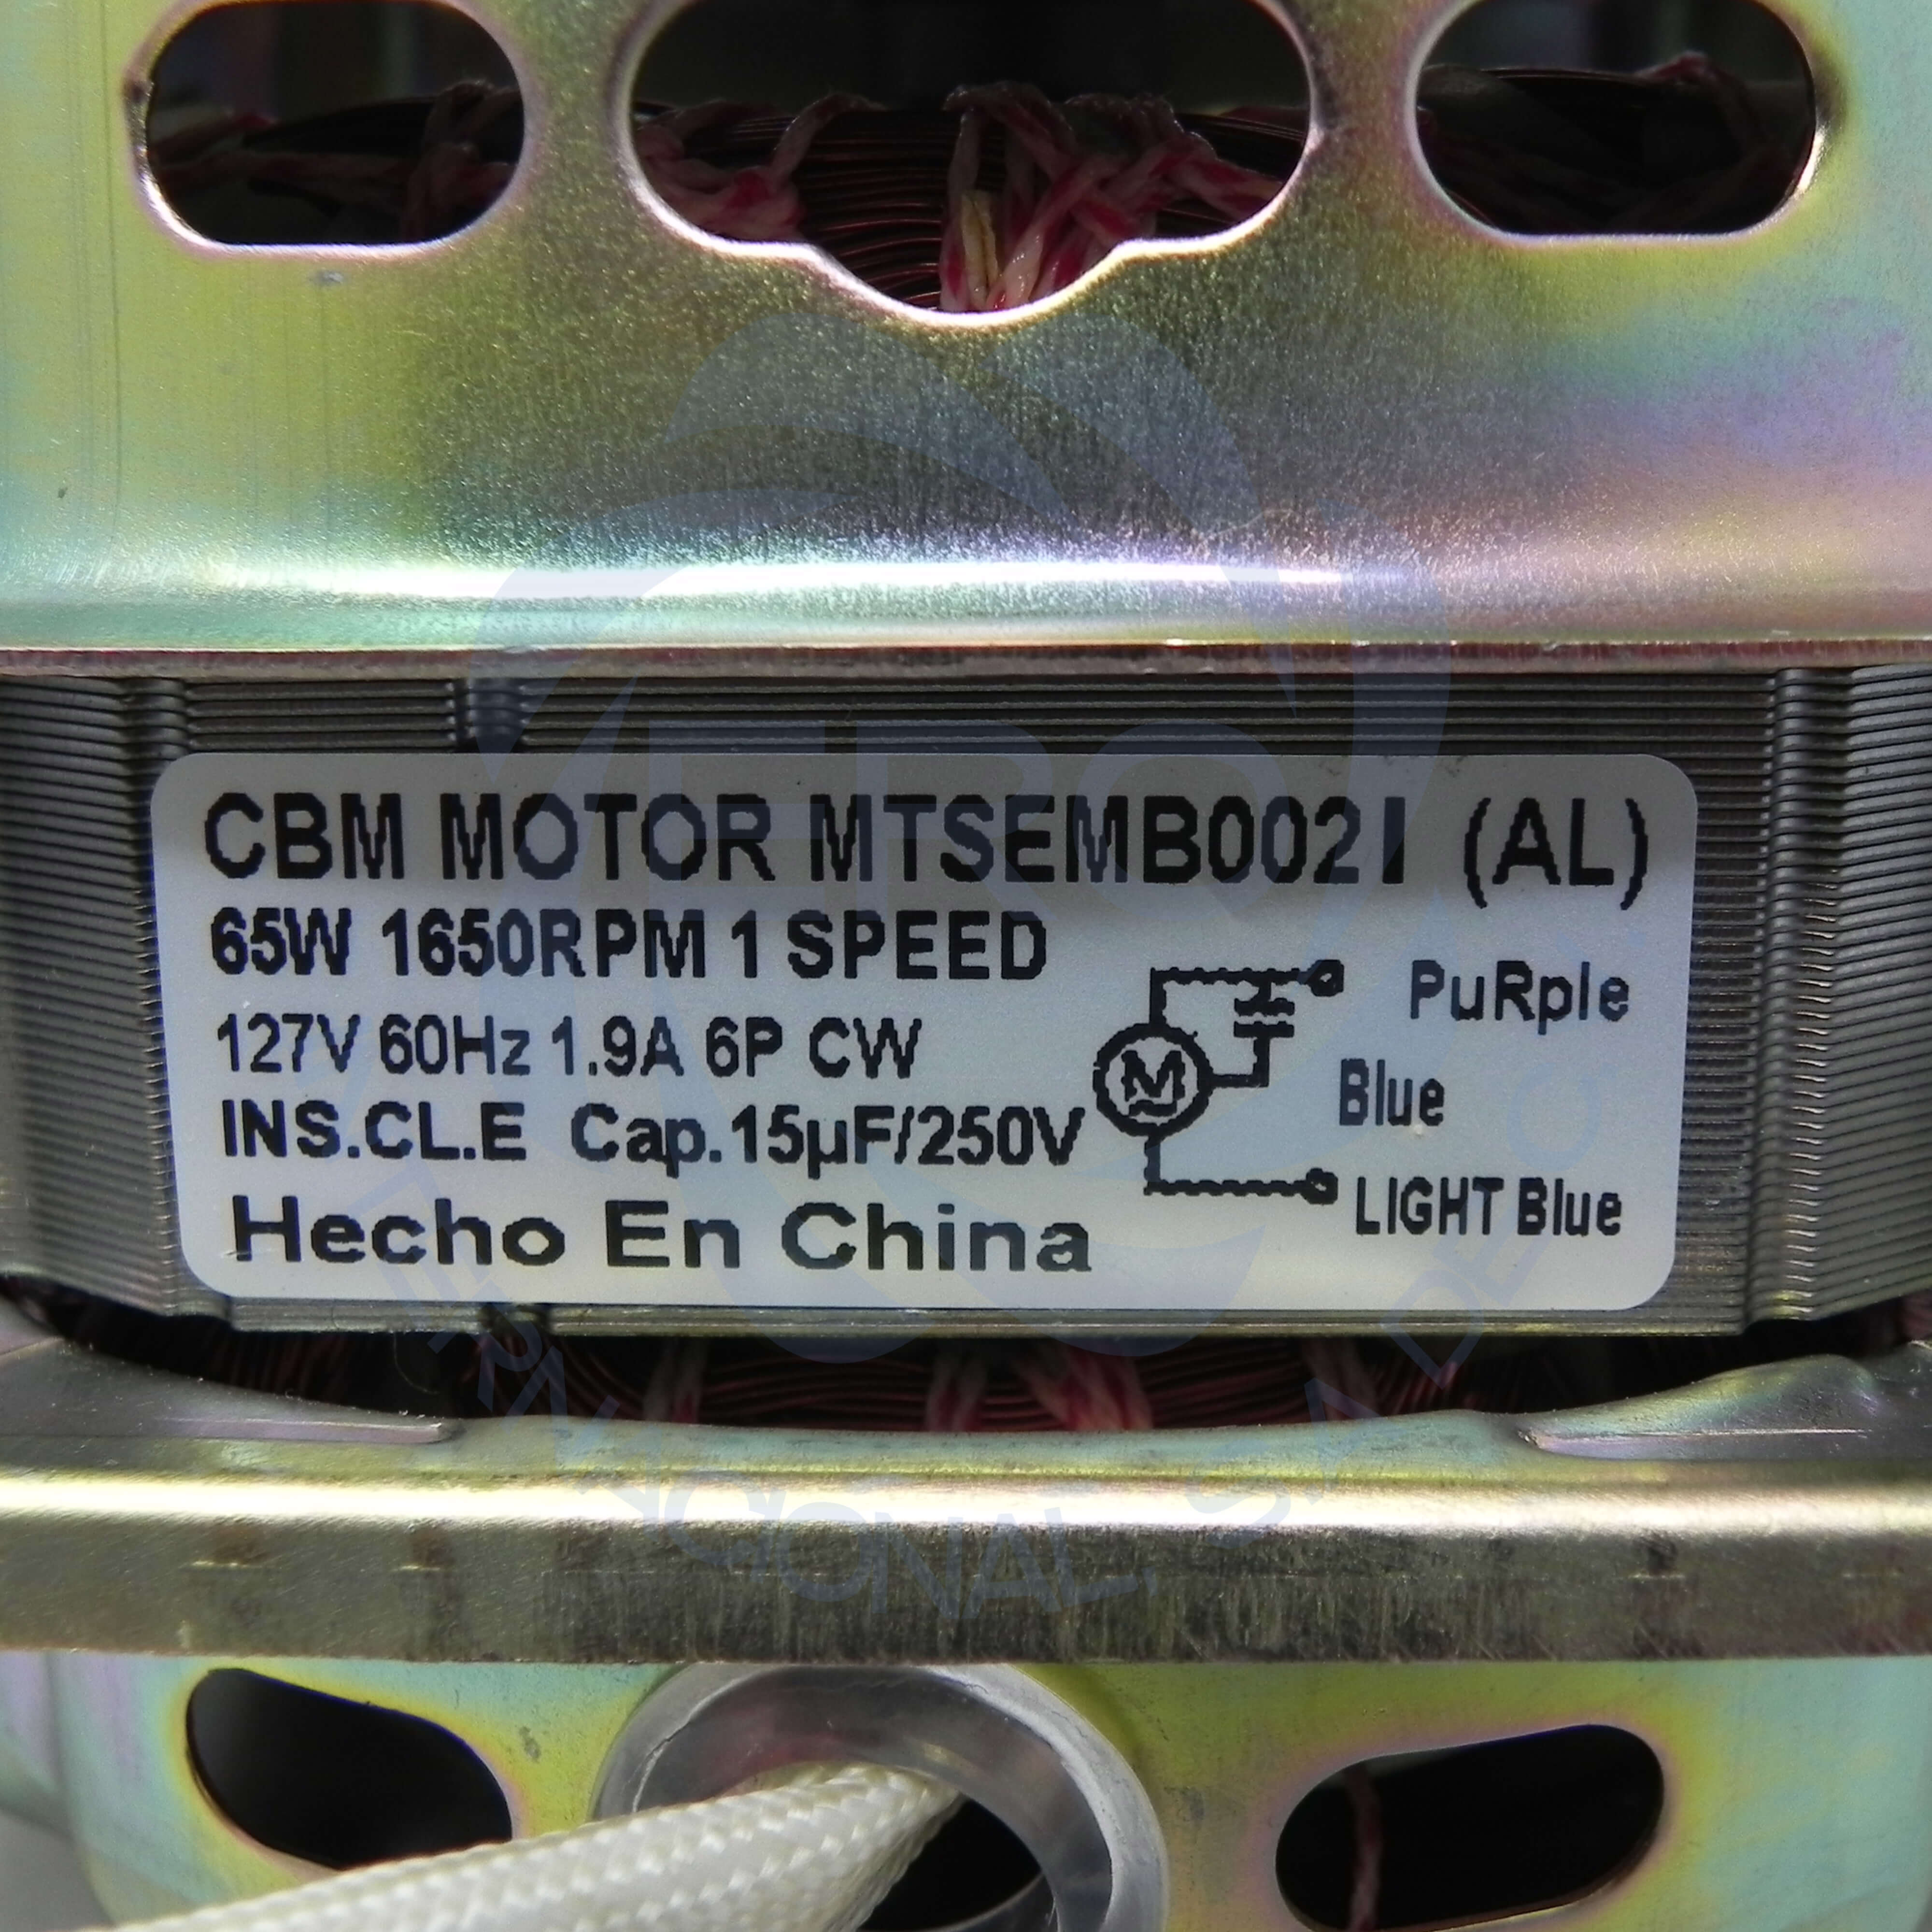 CBM MOTOR MTSEMB002I (AL)
65W 1650RPM 1 SPEED
127V 60Hz 1.9A 6P CW
INS.CL.E Cap.15µF/250V
Hecho En China
M
PuRple
Blue
LIGHT Blue
ERC